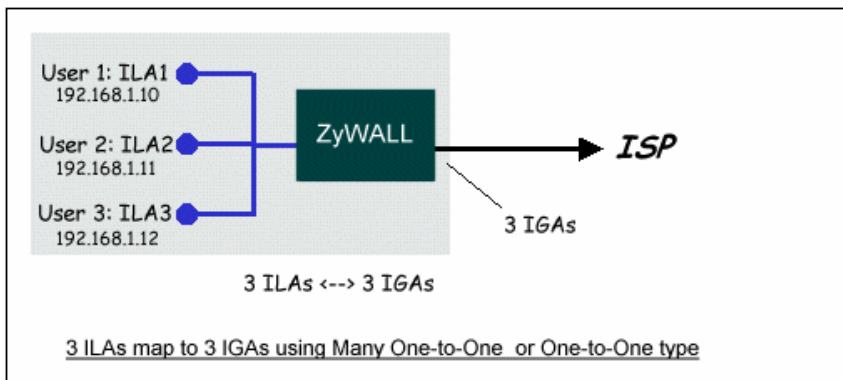 User 1: ILA1
192.168.1.10
User 2: ILA2
192.168.1.11
User 3: ILA3
192.168.1.12
ZyWALL
ISP
3 IGAs
3 ILAs <--> 3 IGAs
3 ILAs map to 3 IGAs using Many One-to-One or One-to-One type